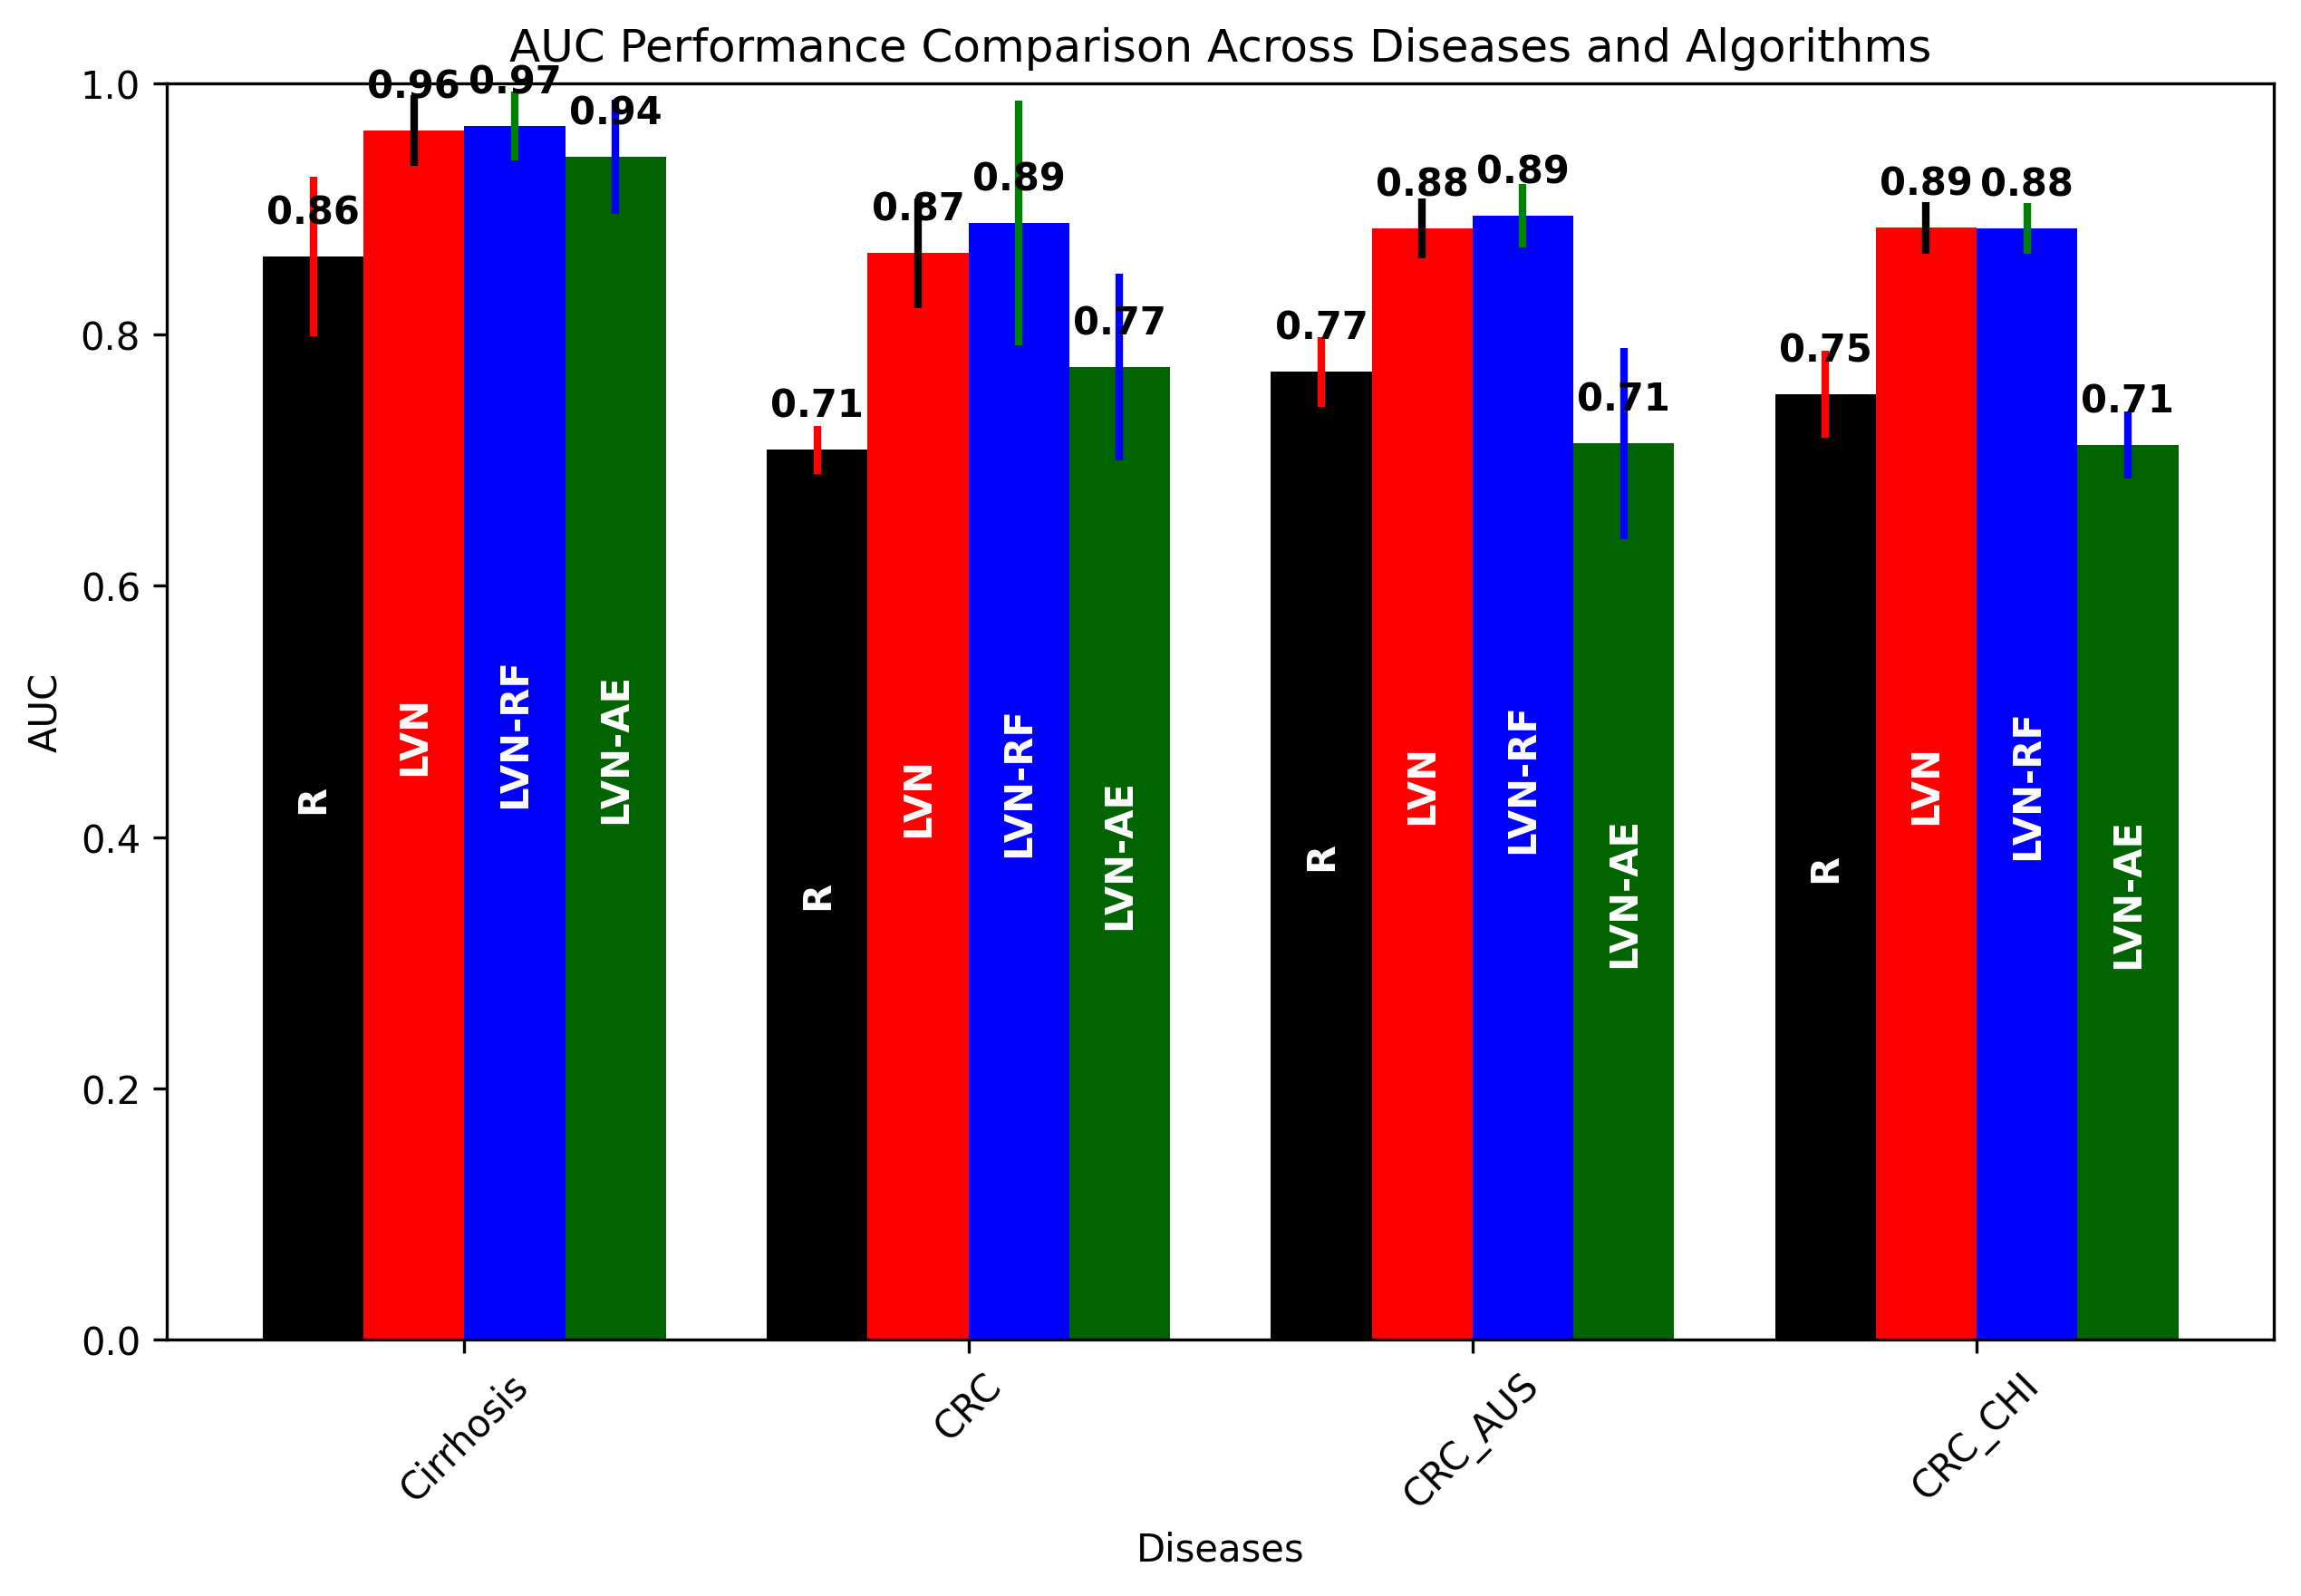 AUC Performance Comparison Across Diseases and Algorithms
AUC
1.0
0.8
0.6
0.4
0.2
0.0
0.86
0.96
0.97
0.94
0.71
0.87
0.89
0.77
0.77
0.88
0.89
0.71
0.75
0.89
0.88
0.71
R
LVN
LVN-RF
LVN-AE
R
LVN
LVN-RF
LVN-AE
R
LVN
LVN-RF
LVN-AE
R
LVN
LVN-RF
LVN-AE
Cirrhosis
CRC
CRC_AUS
CRC_CHI
Diseases